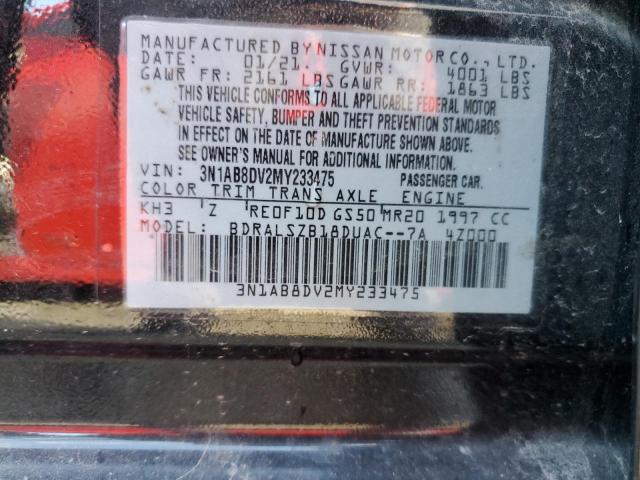 MANUFACTURED BY NISSAN MOTOR CO., LTD.
DATE: 01/21 GVWR: 4001 LBS
GAWR FR: 2161 LBS GAWR RR: 1863 LBS
THIS VEHICLE CONFORMS TO ALL APPLICABLE FEDERAL MOTOR
VEHICLE SAFETY, BUMPER AND THEFT PREVENTION STANDARDS
IN EFFECT ON THE DATE OF MANUFACTURE SHOWN ABOVE.
SEE OWNER'S MANUAL FOR ADDITIONAL INFORMATION.
VIN: 3N1AB8DV2MY233475 PASSENGER CAR.
COLOR TRIM TRANS AXLE ENGINE
KH3 Z RE0F10D GS50 MR20 1997 CC
MODEL: BDRALSZB18DUAC--7A 4Z000
3N1AB8DV2MY233475